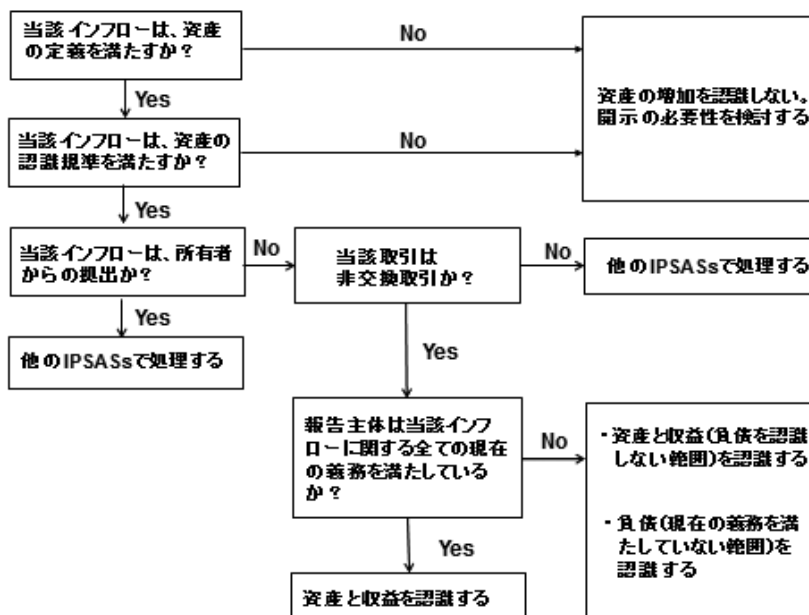 当該インフローは、資産
の定義を満たすか？
No
資産の増加を認識しない。
開示の必要性を検討する
Yes
当該インフローは、資産の
認識規準を満たすか？
No
Yes
当該インフローは、所有者
からの拠出か？
No
当該取引は
非交換取引か？
No
他のIPSASsで処理する
Yes
他のIPSASsで処理する
Yes
報告主体は当該インフ
ローに関する全ての現在
の義務を満たしている
か？
No
・資産と収益(負債を認識
しない範囲)を認識する
・負債(現在の義務を満
たしていない範囲)を
認識する
Yes
資産と収益を認識する